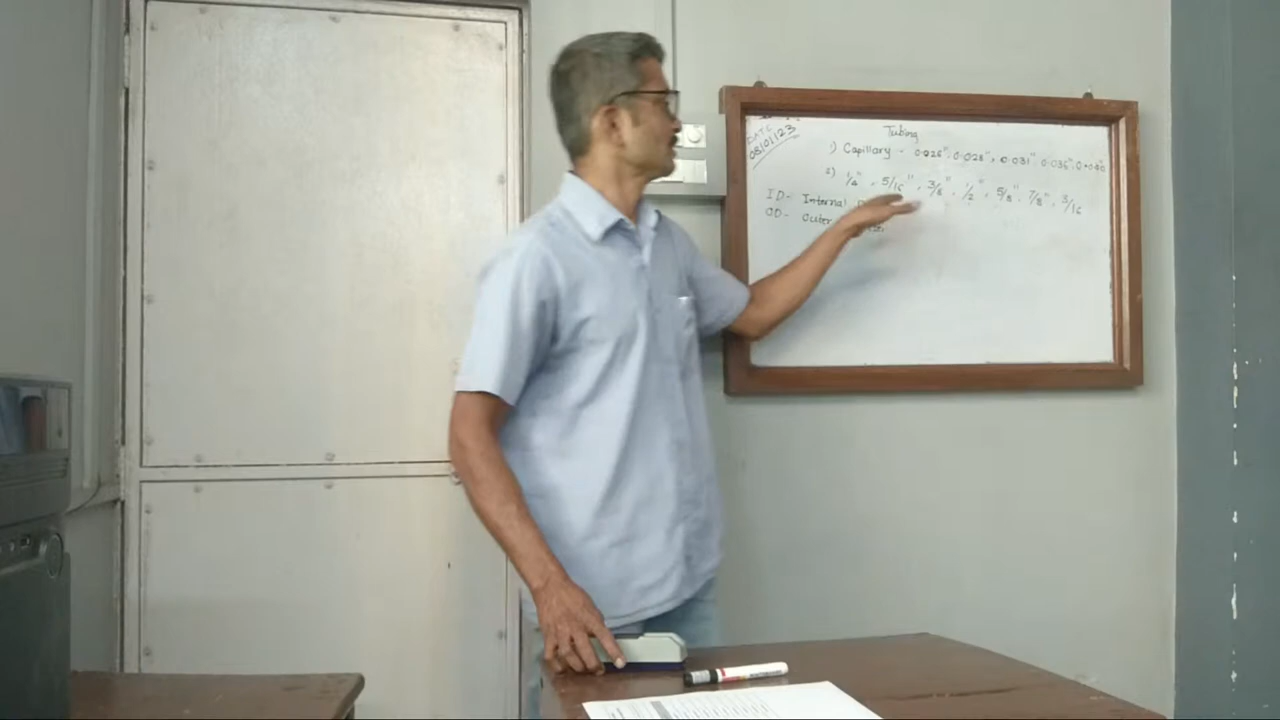 DATE
08/01/23
Tubing
1) Capillary - 0.026", 0.028", 0.031", 0.036", 0.040
2) 1/4", 5/16", 3/8", 1/2", 5/8", 7/8", 3/16
ID- Internal
OD- Outer